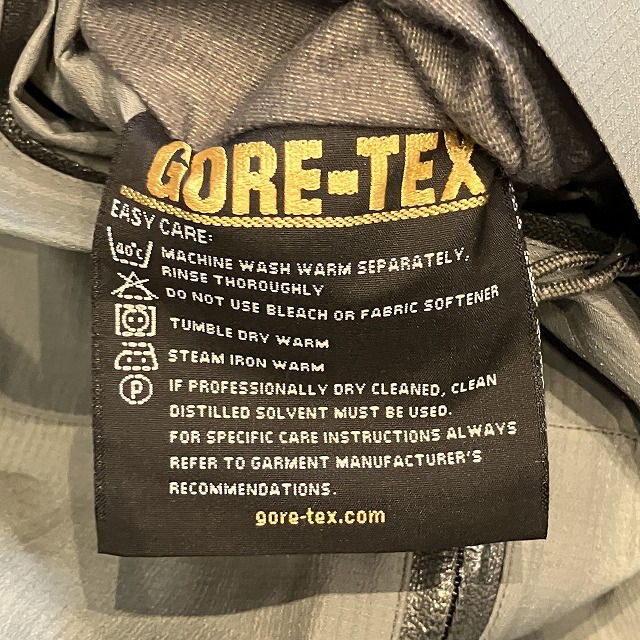 GORE-TEX
EASY CARE:
40°C MACHINE WASH WARM SEPARATELY,
RINSE THOROUGHLY
DO NOT USE BLEACH OR FABRIC SOFTENER
TUMBLE DRY WARM
STEAM IRON WARM
P IF PROFESSIONALLY DRY CLEANED, CLEAN
DISTILLED SOLVENT MUST BE USED.
FOR SPECIFIC CARE INSTRUCTIONS ALWAYS
REFER TO GARMENT MANUFACTURER'S
RECOMMENDATIONS.
gore-tex.com